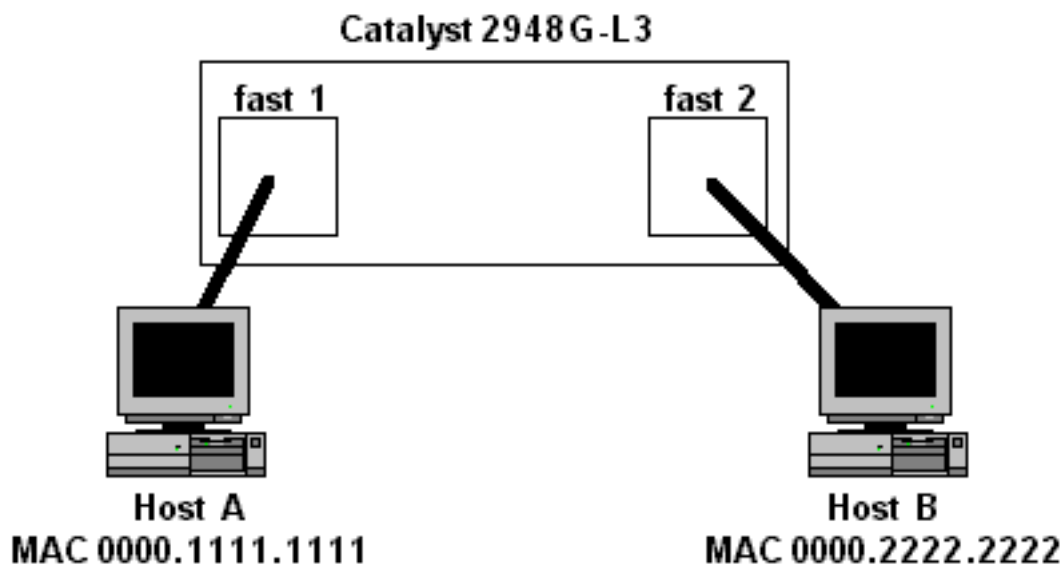 Catalyst 2948G-L3
fast 1
fast 2
Host A
MAC 0000.1111.1111
Host B
MAC 0000.2222.2222